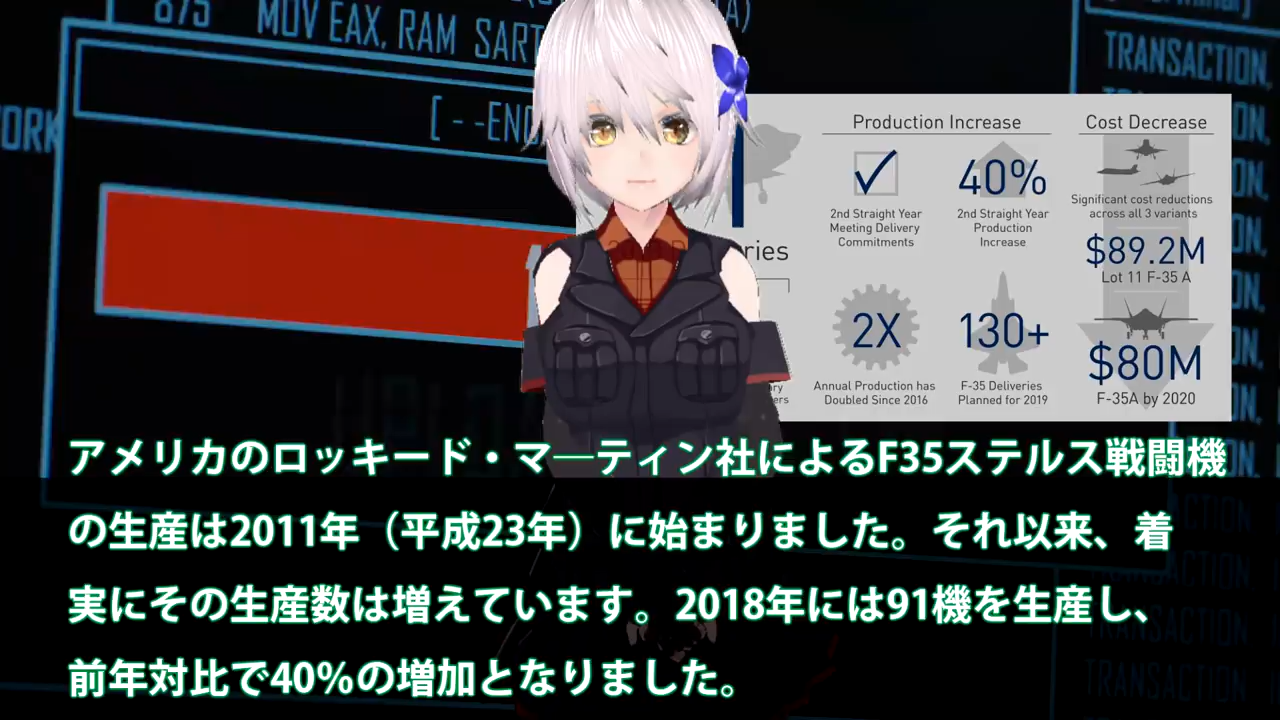 875 MOV EAX, RAM
TRANSACTION,
[ - -END
Production Increase
Cost Decrease
40%
2nd Straight Year
Meeting Delivery
Commitments
2nd Straight Year
Production
Increase
Significant cost reductions
across all 3 variants
$89.2M
Lot 11 F-35 A
2X
130+
$80M
Annual Production has
Doubled Since 2016
F-35 Deliveries
Planned for 2019
F-35A by 2020
アメリカのロッキード・マ―ティン社によるF35ステルス戦闘機
の生産は2011年（平成23年）に始まりました。それ以来、着
実にその生産数は増えています。2018年には91機を生産し、
前年対比で40%の増加となりました。
TRANSACTION
TRANSACTION
TRANSACTION
TRANSACTION